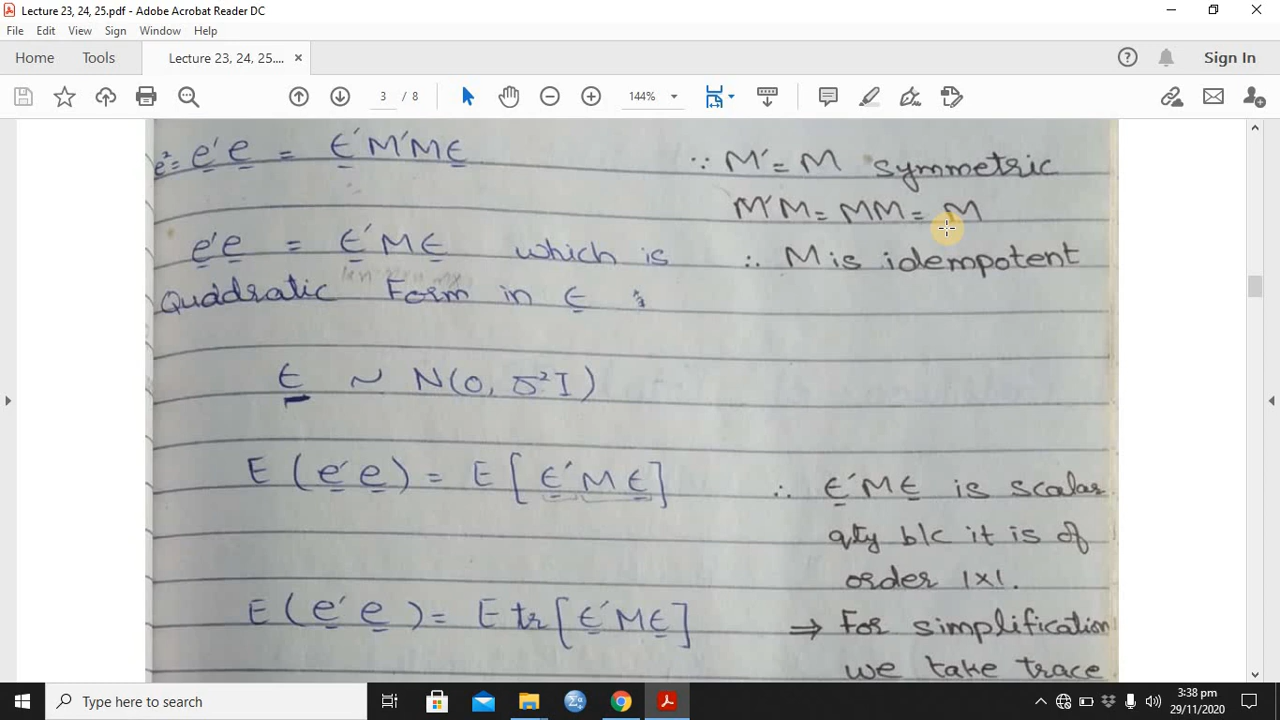 Lecture 23, 24, 25.pdf - Adobe Acrobat Reader DC
File Edit View Sign Window Help
Home Tools Lecture 23, 24, 25.... × Sign In
3 / 8 144%
e²= e'e = ϵ'M'Mϵ ∵ M'= M symmetric
M'M = MM = M
e'e = ϵ'Mϵ which is ∴ M is idempotent
Quadratic Form in ϵ
ϵ ~ N(0, σ²I)
E(e'e) = E[ϵ'Mϵ] ∴ ϵ'Mϵ is scalar
qty b/c it is of
order 1x1.
E(e'e) = E tr[ϵ'Mϵ] ⇒ For simplification
we take trace
Type here to search
3:38 pm
29/11/2020